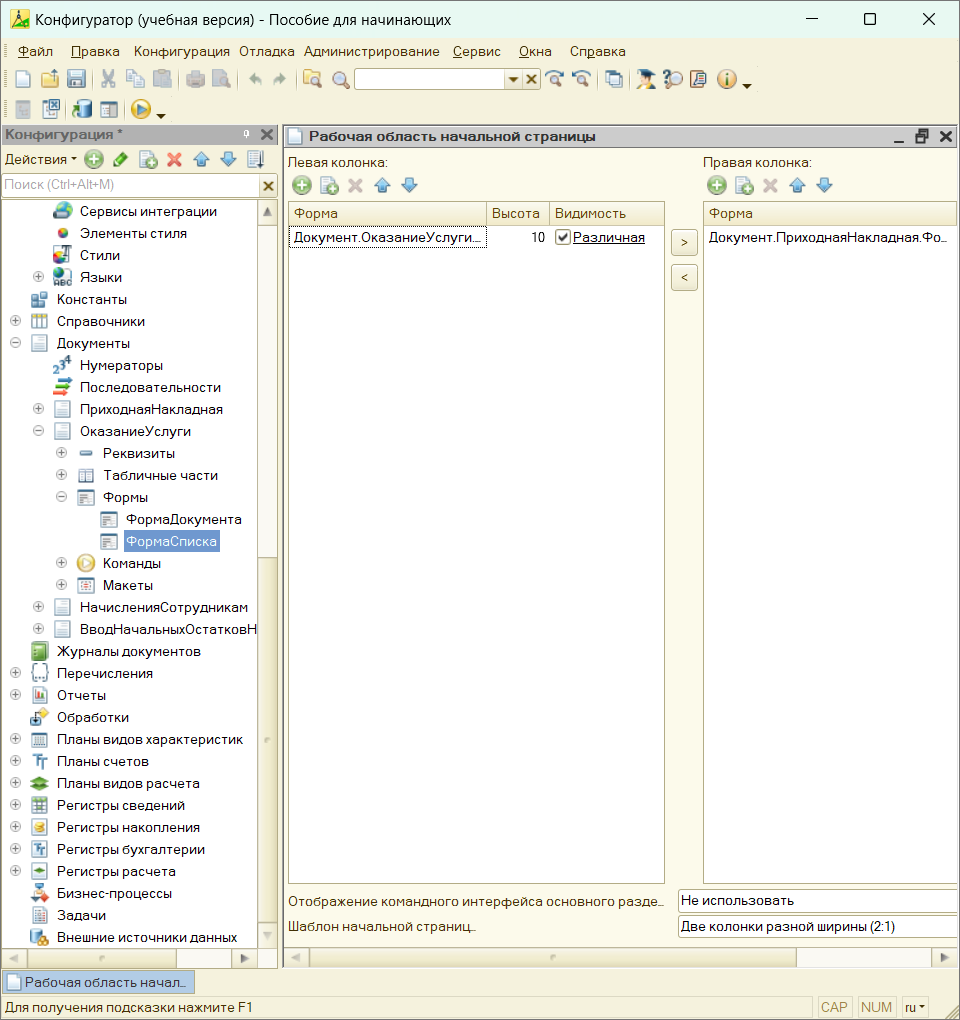 Конфигуратор (учебная версия) - Пособие для начинающих
Файл Правка Конфигурация Отладка Администрирование Сервис Окна Справка
Конфигурация *
Действия
Поиск (Ctrl+Alt+M)
Сервисы интеграции
Элементы стиля
Стили
Языки
Константы
Справочники
Документы
Нумераторы
Последовательности
ПриходнаяНакладная
ОказаниеУслуги
Реквизиты
Табличные части
Формы
ФормаДокумента
ФормаСписка
Команды
Макеты
НачисленияСотрудникам
ВводНачальныхОстатковН
Журналы документов
Перечисления
Отчеты
Обработки
Планы видов характеристик
Планы счетов
Планы видов расчета
Регистры сведений
Регистры накопления
Регистры бухгалтерии
Регистры расчета
Бизнес-процессы
Задачи
Внешние источники данных
Рабочая область начальной страницы
Левая колонка:
Форма Высота Видимость
Документ.ОказаниеУслуги... 10 Различная
>
<
Правая колонка:
Форма
Документ.ПриходнаяНакладная.Фо...
Отображение командного интерфейса основного разде... Не использовать
Шаблон начальной страниц... Две колонки разной ширины (2:1)
Рабочая область начал...
Для получения подсказки нажмите F1 CAP NUM ru